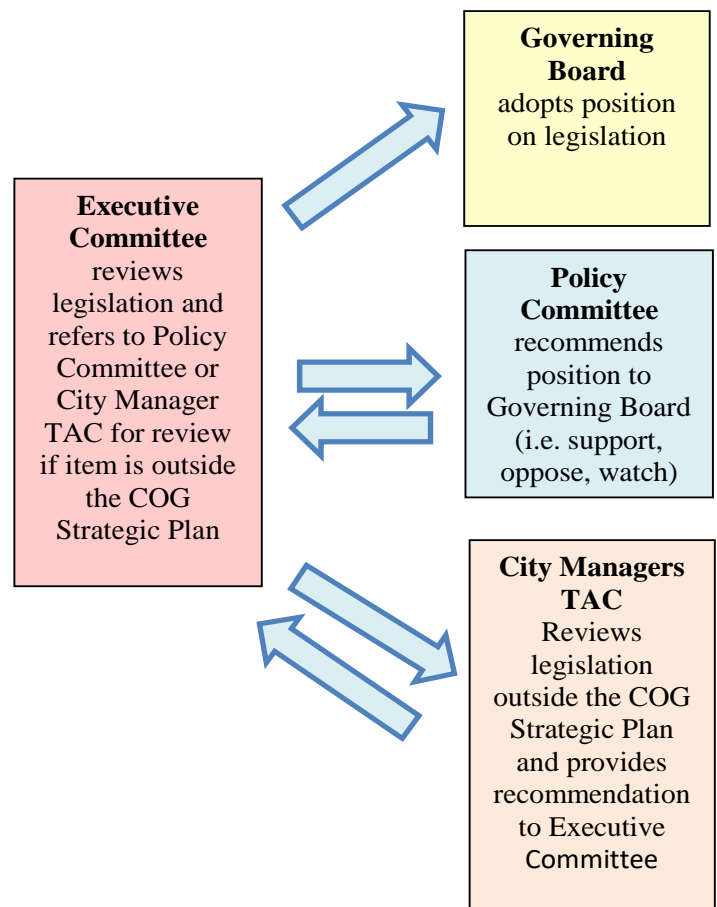 Governing
Board
adopts position
on legislation
Executive
Committee
reviews
legislation and
refers to Policy
Committee or
City Manager
TAC for review
if item is outside
the COG
Strategic Plan
Policy
Committee
recommends
position to
Governing Board
(i.e. support,
oppose, watch)
City Managers
TAC
Reviews
legislation
outside the COG
Strategic Plan
and provides
recommendation
to Executive
Committee